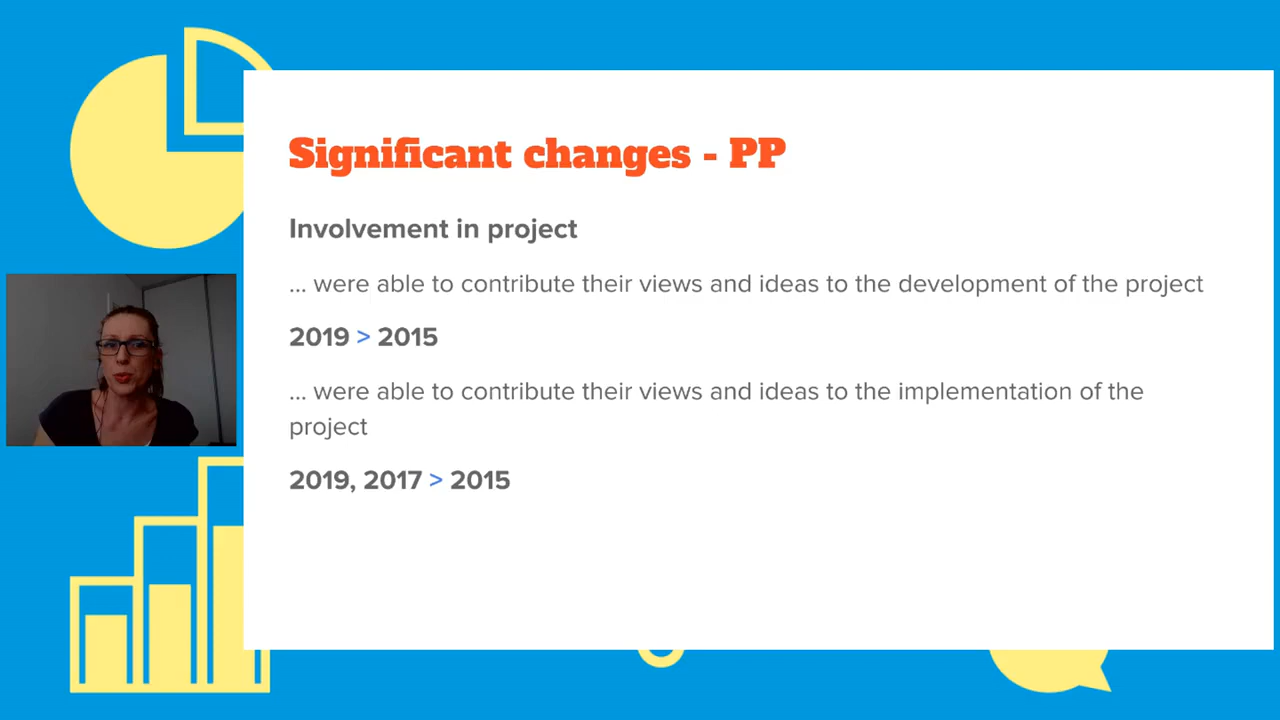 Significant changes - PP
Involvement in project
... were able to contribute their views and ideas to the development of the project
2019 > 2015
... were able to contribute their views and ideas to the implementation of the
project
2019, 2017 > 2015